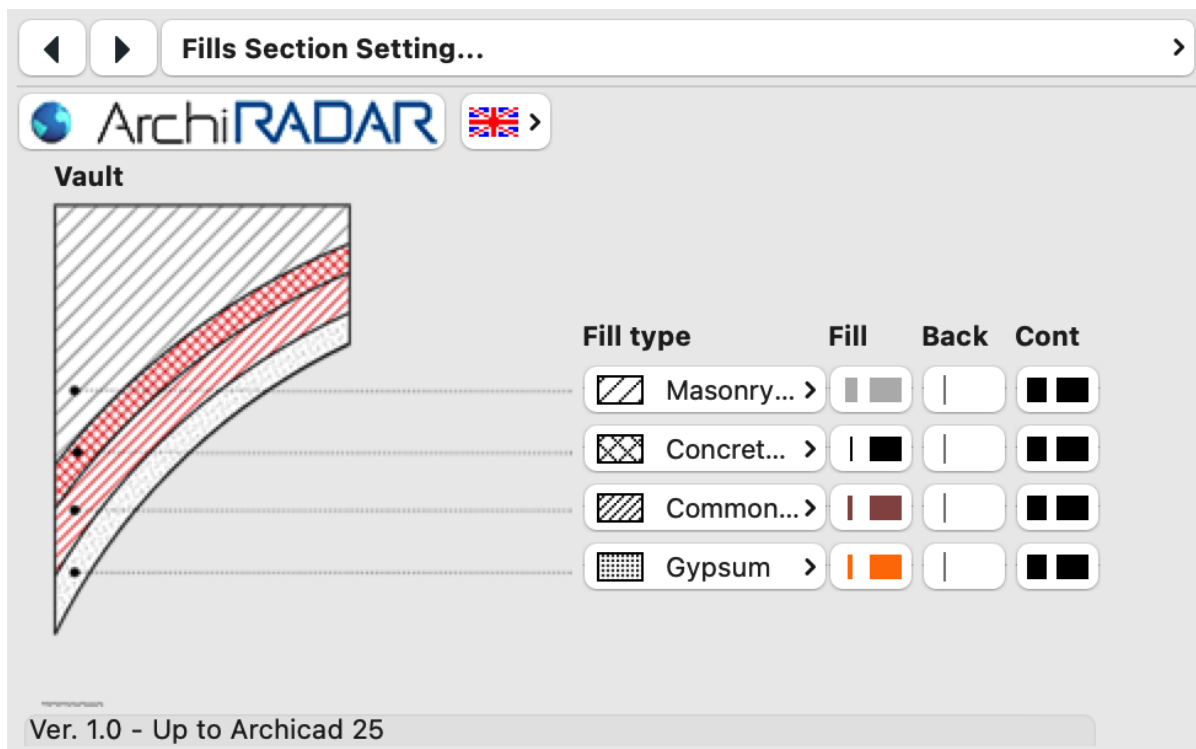 Fills Section Setting...
ArchiRADAR
Vault
Fill type Fill Back Cont
Masonry...
Concret...
Common...
Gypsum
Ver. 1.0 - Up to Archicad 25